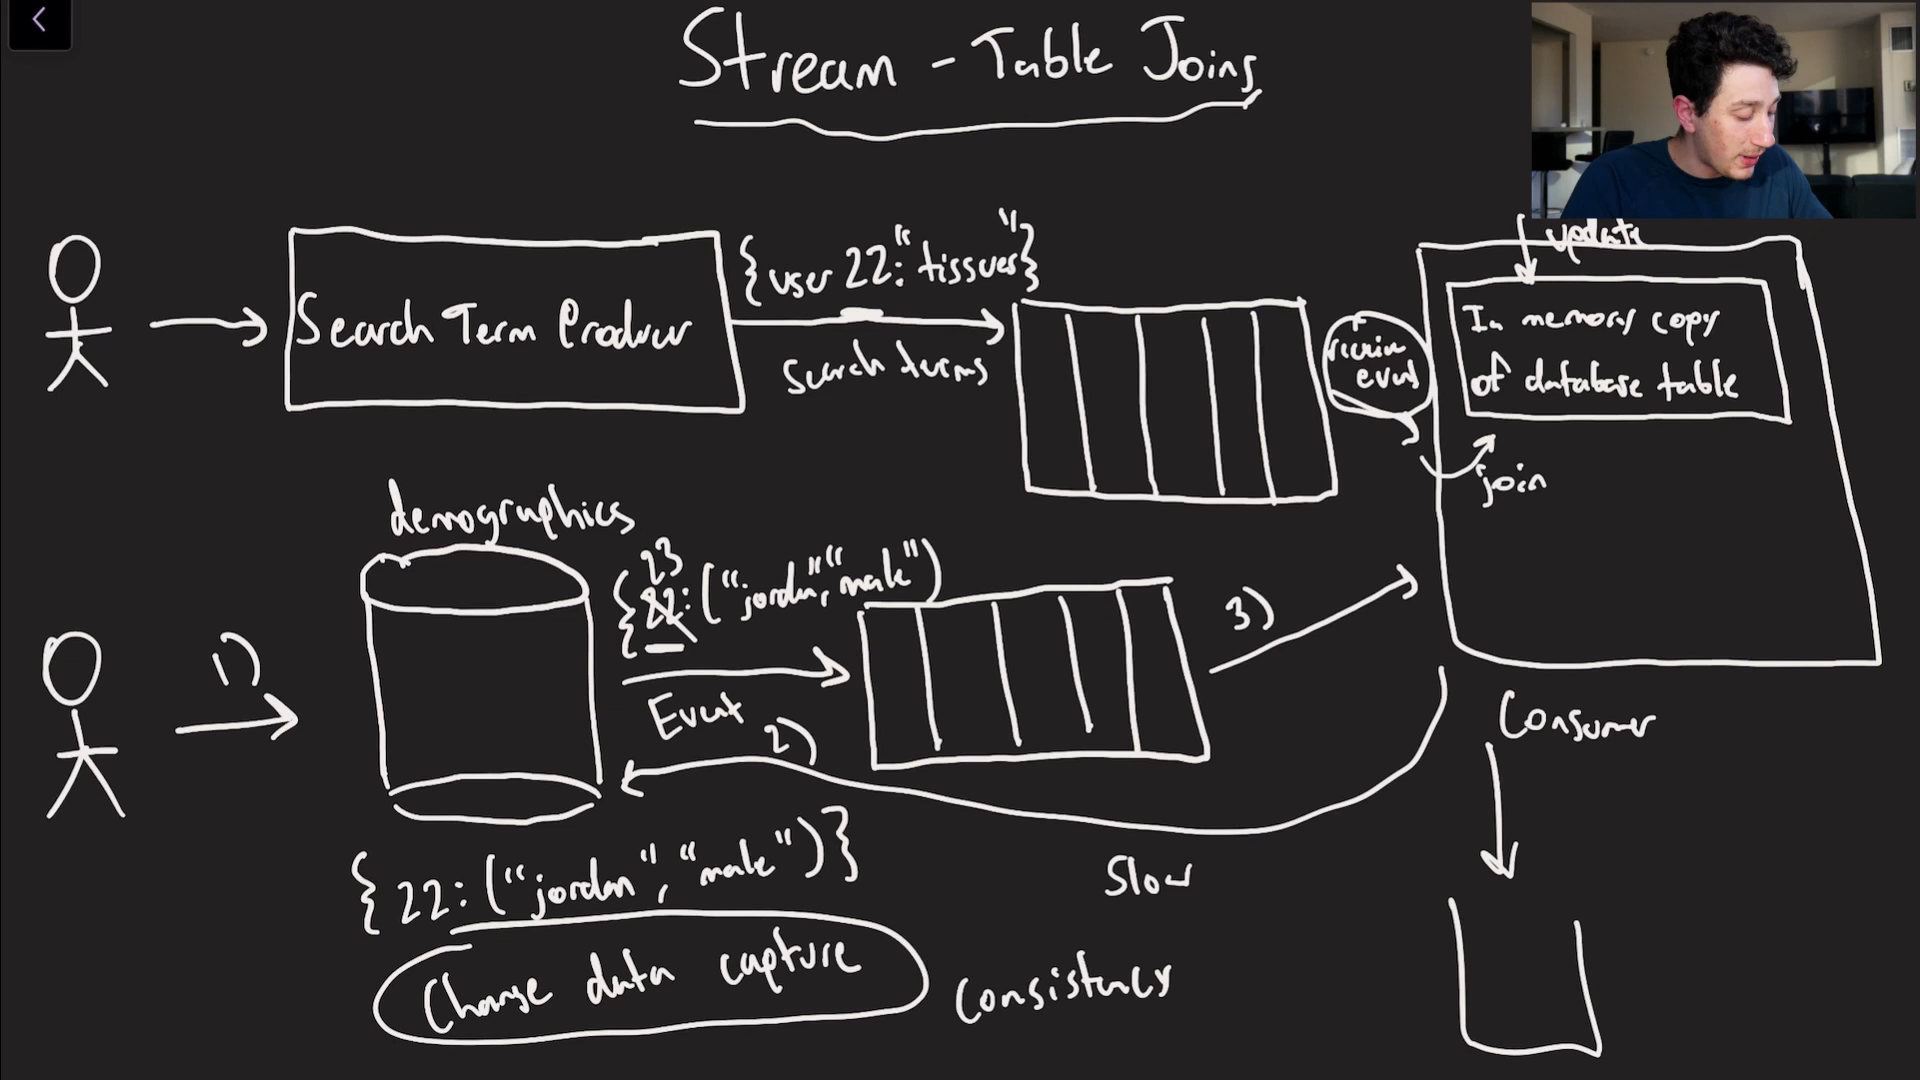 Stream - Table Joins
{user 22: "tissues"}
Search Term Producer
search terms
receive
event
update
In memory copy
of database table
join
demographics
23
{22: ("jordan", "male")
Event
1)
2)
3)
Consumer
Slow
{22: ("jordan", "male")}
Change data capture
Consistency